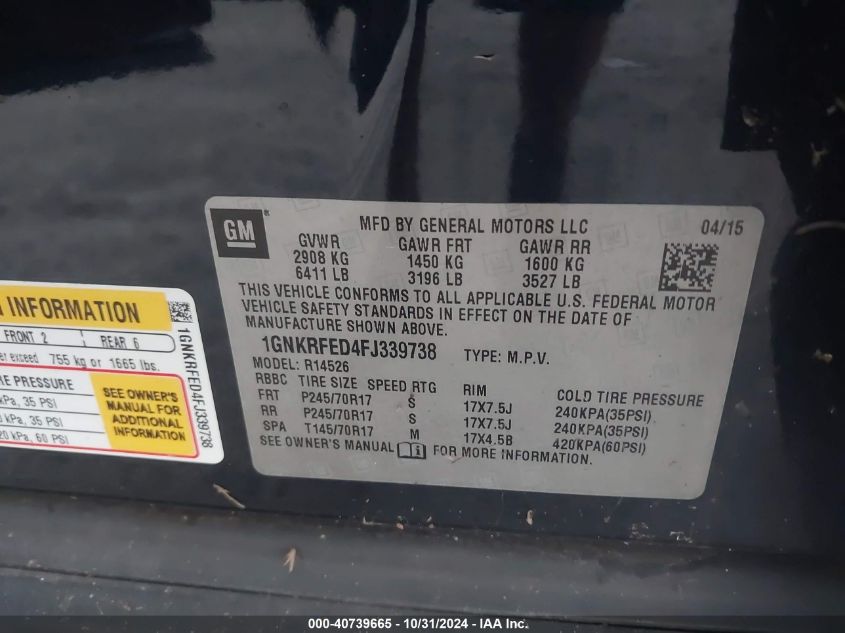 GM
MFD BY GENERAL MOTORS LLC 04/15
GVWR GAWR FRT GAWR RR
2908 KG 1450 KG 1600 KG
6411 LB 3196 LB 3527 LB
THIS VEHICLE CONFORMS TO ALL APPLICABLE U.S. FEDERAL MOTOR
VEHICLE SAFETY STANDARDS IN EFFECT ON THE DATE OF
MANUFACTURE SHOWN ABOVE.
1GNKRFED4FJ339738 TYPE: M.P.V.
MODEL: R14526
RBBC TIRE SIZE SPEED RTG RIM COLD TIRE PRESSURE
FRT P245/70R17 S 17X7.5J 240KPA(35PSI)
RR P245/70R17 S 17X7.5J 240KPA(35PSI)
SPA T145/70R17 M 17X4.5B 420KPA(60PSI)
SEE OWNER'S MANUAL i FOR MORE INFORMATION.
INFORMATION
FRONT 2 REAR 6
exceed 755 kg or 1665 lbs.
PRESSURE
kPa, 35 PSI
kPa, 35 PSI
kPa, 60 PSI
SEE OWNER'S
MANUAL FOR
ADDITIONAL
INFORMATION
1GNKRFED4FJ339738
000-40739665 - 10/31/2024 - IAA Inc.